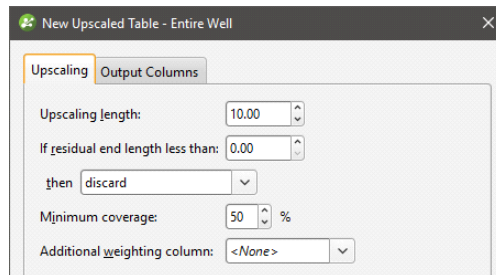 New Upscaled Table - Entire Well
Upscaling Output Columns
Upscaling length: 10.00
If residual end length less than: 0.00
then discard
Minimum coverage: 50 %
Additional weighting column: <None>